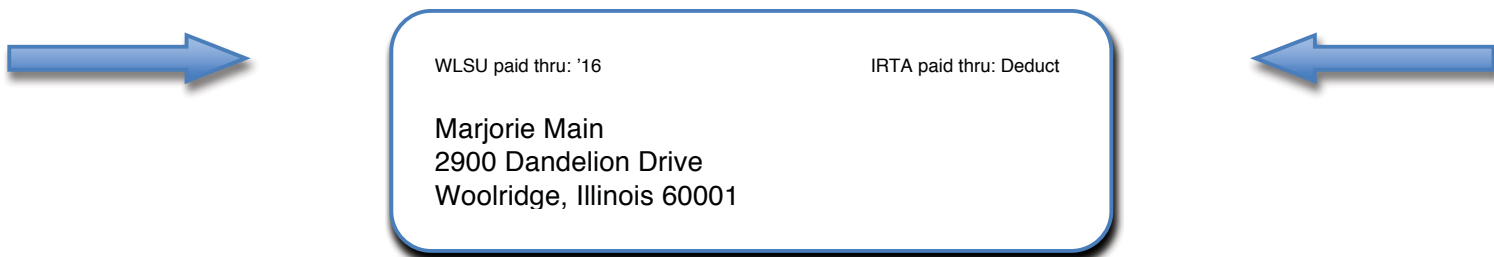 WLSU paid thru: ’16 IRTA paid thru: Deduct
Marjorie Main
2900 Dandelion Drive
Woolridge, Illinois 60001